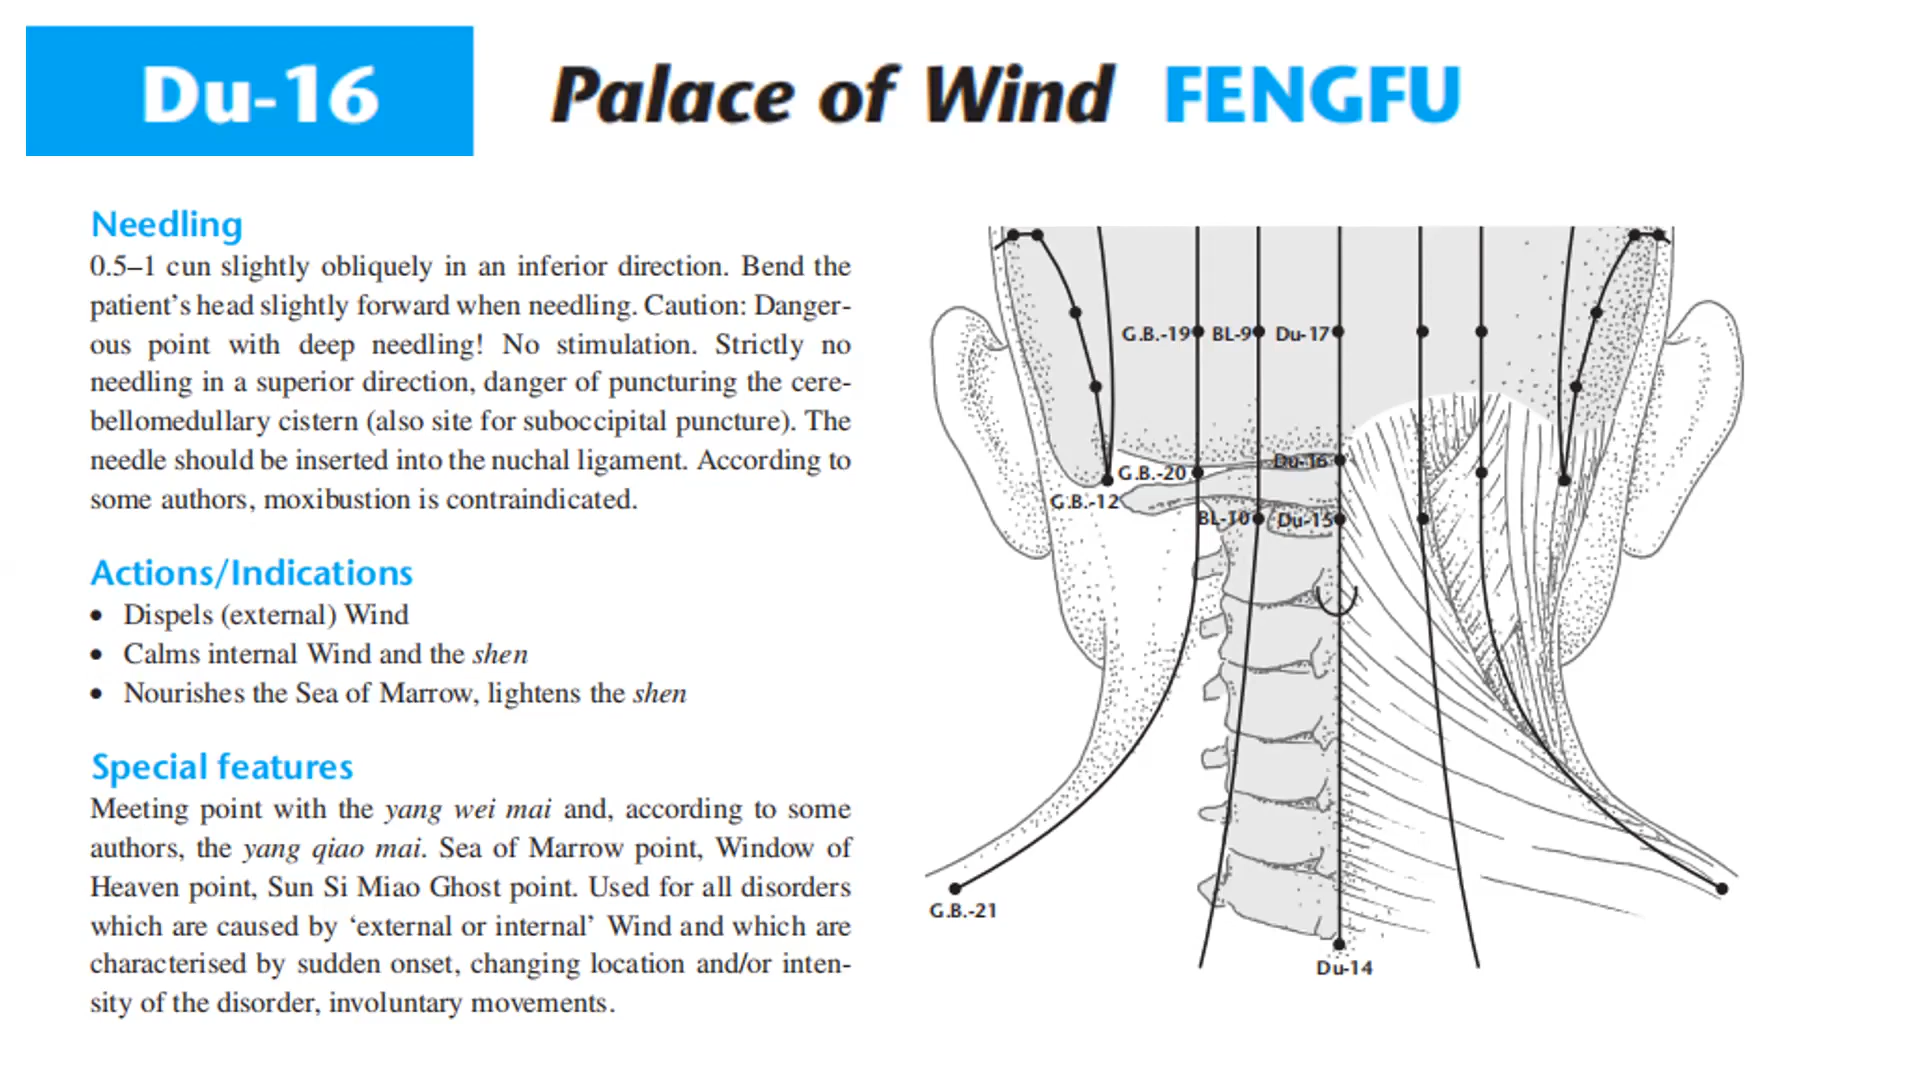 Du-16
Palace of Wind FENGFU
Needling
0.5–1 cun slightly obliquely in an inferior direction. Bend the
patient's head slightly forward when needling. Caution: Danger-
ous point with deep needling! No stimulation. Strictly no
needling in a superior direction, danger of puncturing the cere-
bellomedullary cistern (also site for suboccipital puncture). The
needle should be inserted into the nuchal ligament. According to
some authors, moxibustion is contraindicated.
Actions/Indications
• Dispels (external) Wind
• Calms internal Wind and the shen
• Nourishes the Sea of Marrow, lightens the shen
Special features
Meeting point with the yang wei mai and, according to some
authors, the yang qiao mai. Sea of Marrow point, Window of
Heaven point, Sun Si Miao Ghost point. Used for all disorders
which are caused by ‘external or internal’ Wind and which are
characterised by sudden onset, changing location and/or inten-
sity of the disorder, involuntary movements.
G.B.-19 BL-9 Du-17
Du-16
G.B.-20
G.B.-12
BL-10 Du-15
G.B.-21
Du-14